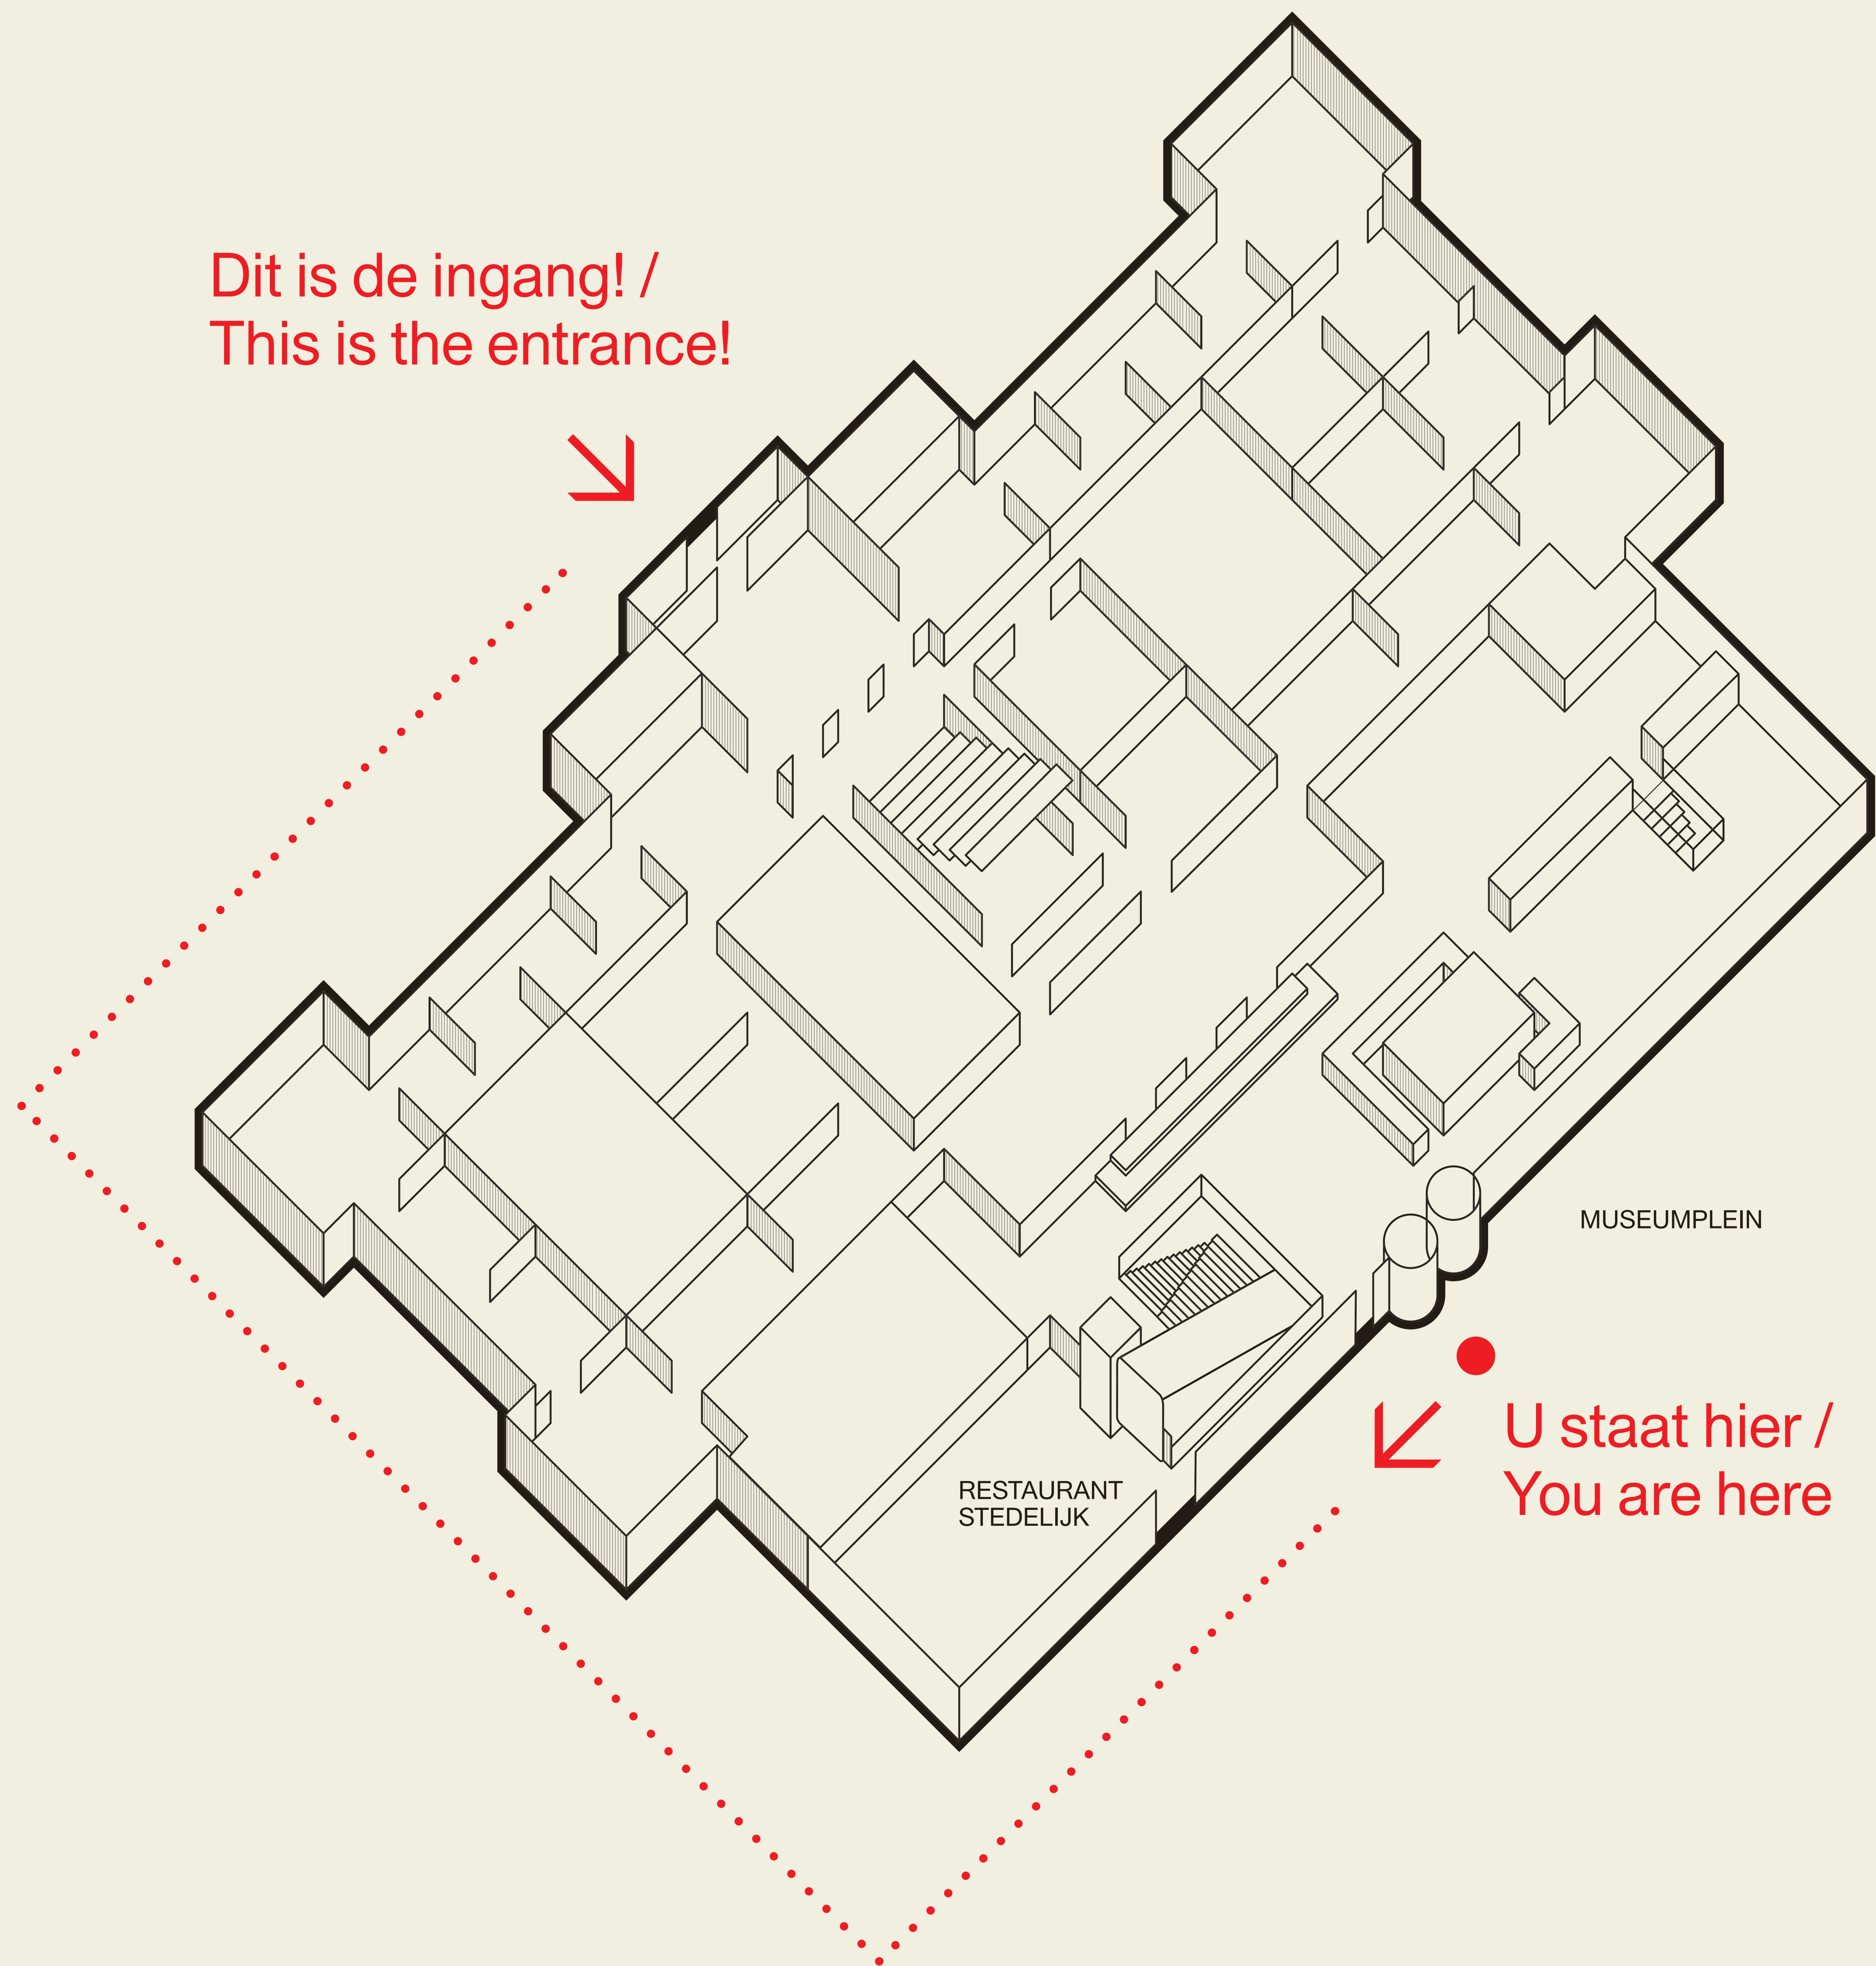 Dit is de ingang! /
This is the entrance!
MUSEUMPLEIN
U staat hier /
You are here
RESTAURANT
STEDELIJK